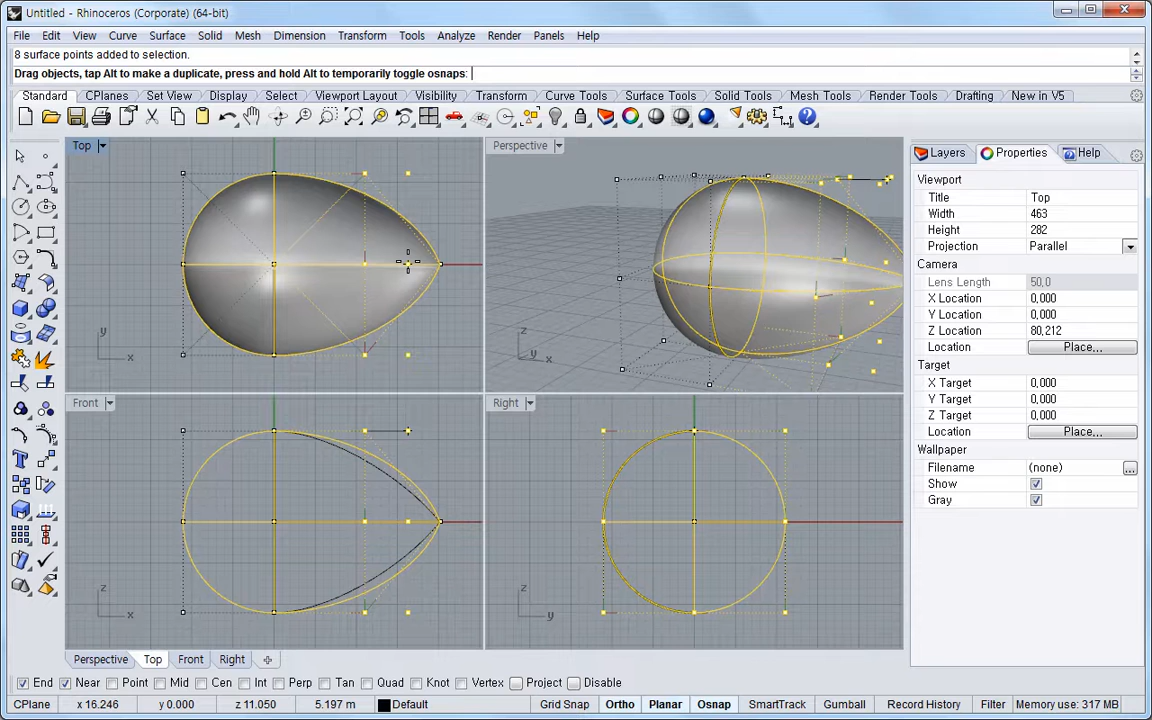 Untitled - Rhinoceros (Corporate) (64-bit)
File Edit View Curve Surface Solid Mesh Dimension Transform Tools Analyze Render Panels Help
8 surface points added to selection.
Drag objects, tap Alt to make a duplicate, press and hold Alt to temporarily toggle osnaps:
Standard CPlanes Set View Display Select Viewport Layout Visibility Transform Curve Tools Surface Tools Solid Tools Mesh Tools Render Tools Drafting New in V5
Top
Perspective
Layers Properties Help
Viewport
Title Top
Width 463
Height 282
Projection Parallel
Camera
Lens Length 50,0
X Location 0,000
Y Location 0,000
Z Location 80,212
Location Place...
Target
X Target 0,000
Y Target 0,000
Z Target 0,000
Location Place...
Wallpaper
Filename (none) ...
Show
Gray
y
x
z
y
x
Front
Right
z
x
z
y
Perspective Top Front Right
End Near Point Mid Cen Int Perp Tan Quad Knot Vertex Project Disable
CPlane x 16.246 y 0.000 z 11.050 5.197 m Default Grid Snap Ortho Planar Osnap SmartTrack Gumball Record History Filter Memory use: 317 MB